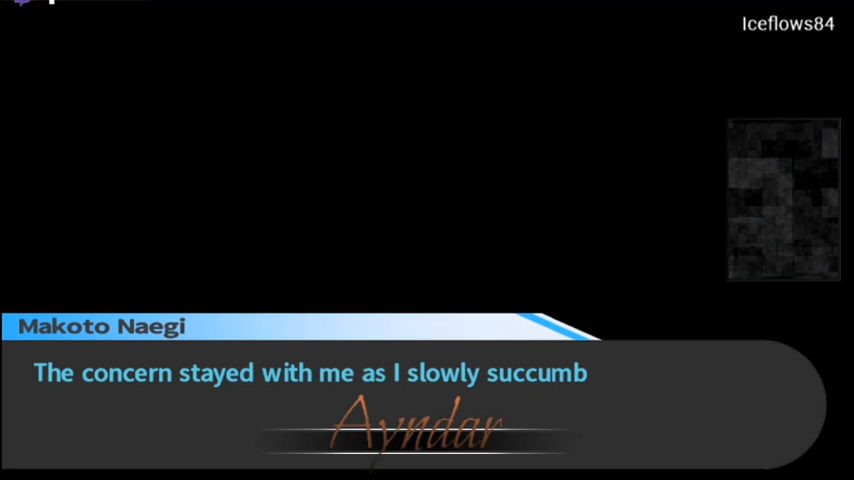 Iceflows84
Makoto Naegi
The concern stayed with me as I slowly succumb
Ayndar